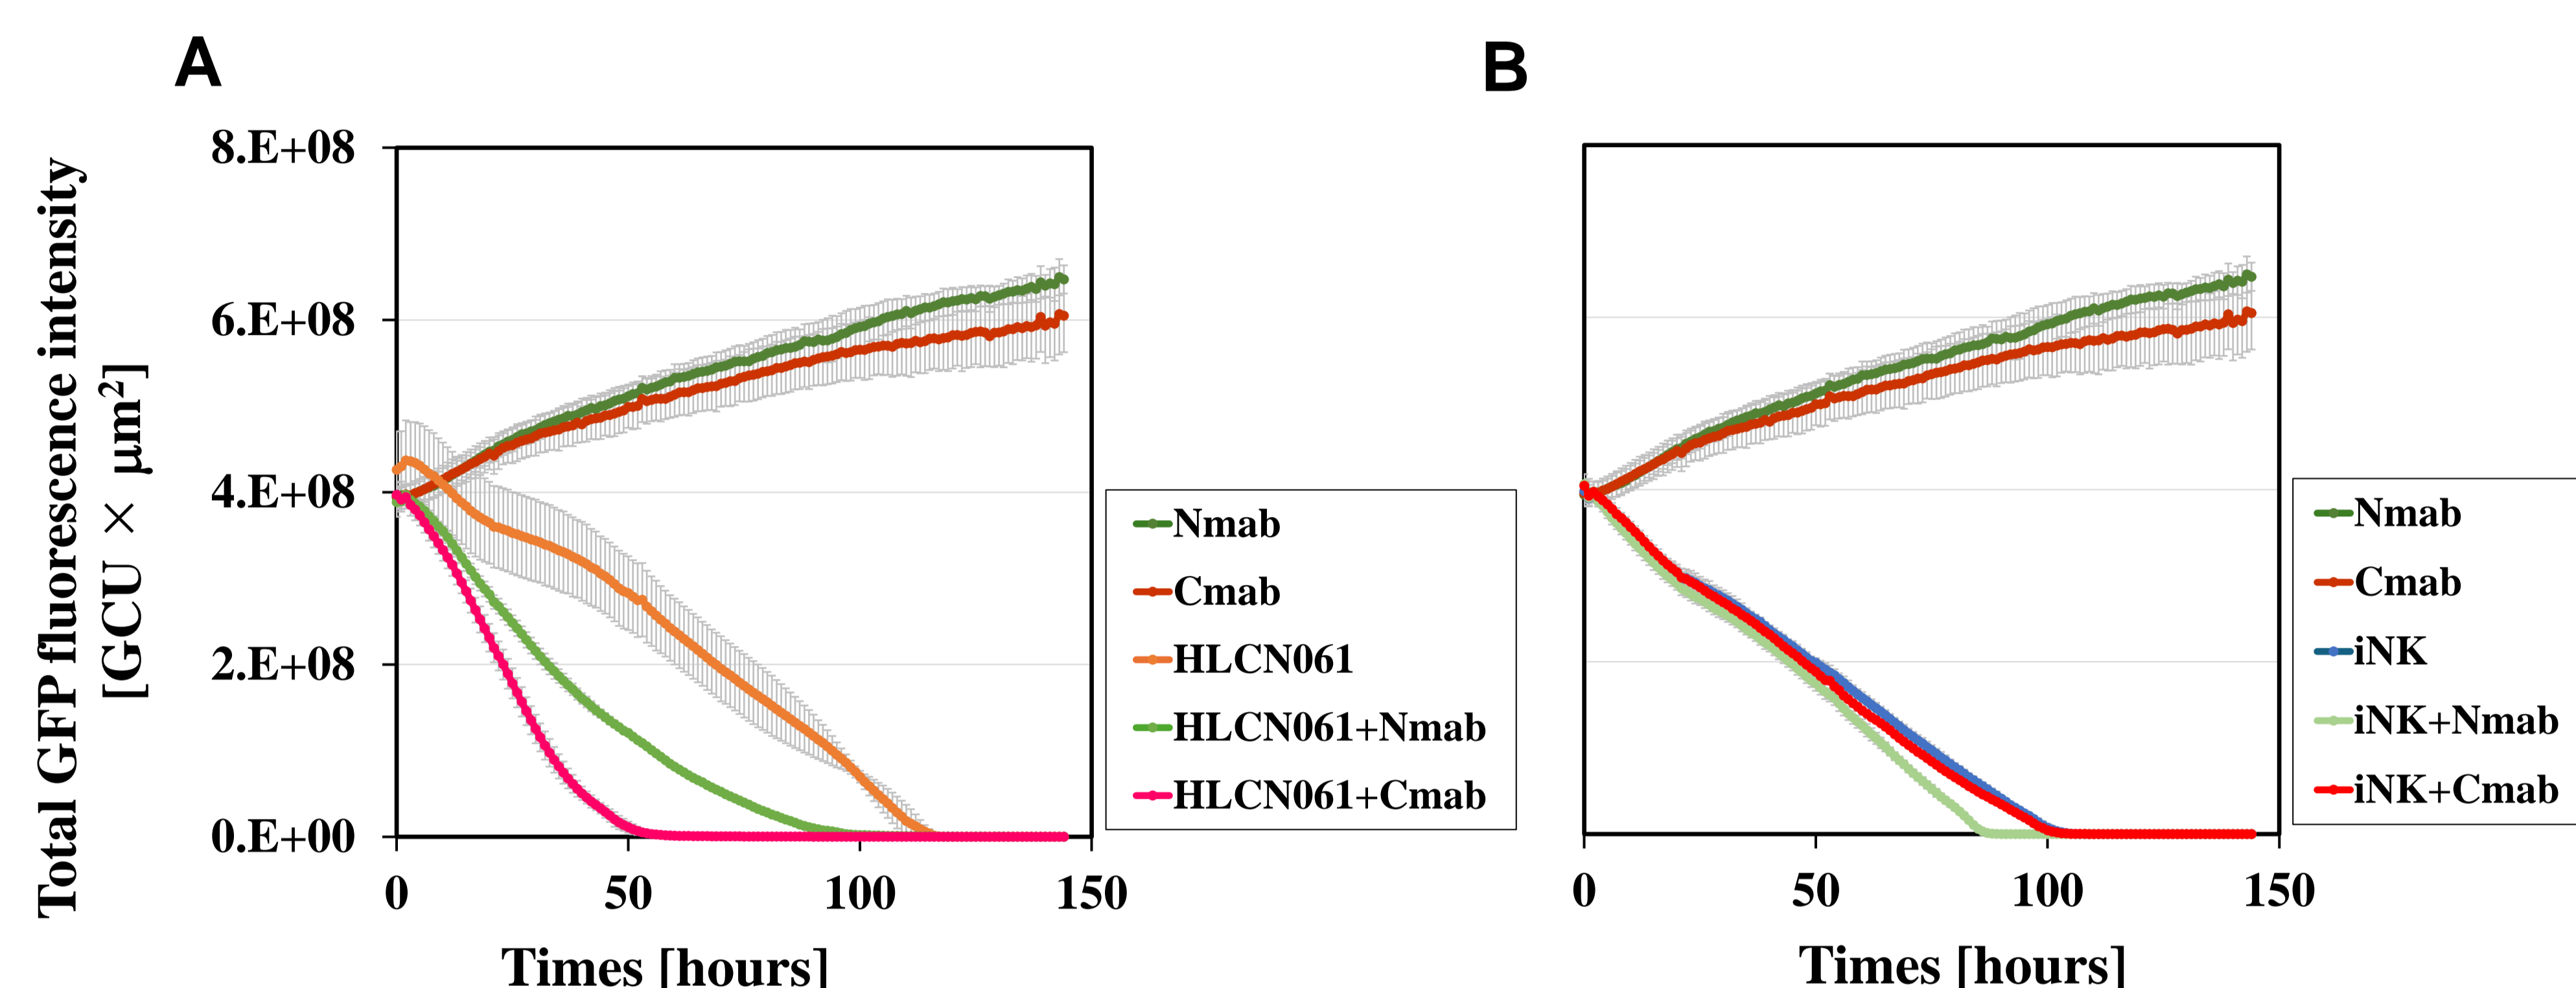 A
B
Total GFP fluorescence intensity
[GCU × μm²]
8.E+08
6.E+08
4.E+08
2.E+08
0.E+00
0 50 100 150
Times [hours]
Nmab
Cmab
HLCN061
HLCN061+Nmab
HLCN061+Cmab
0 50 100 150
Times [hours]
Nmab
Cmab
iNK
iNK+Nmab
iNK+Cmab